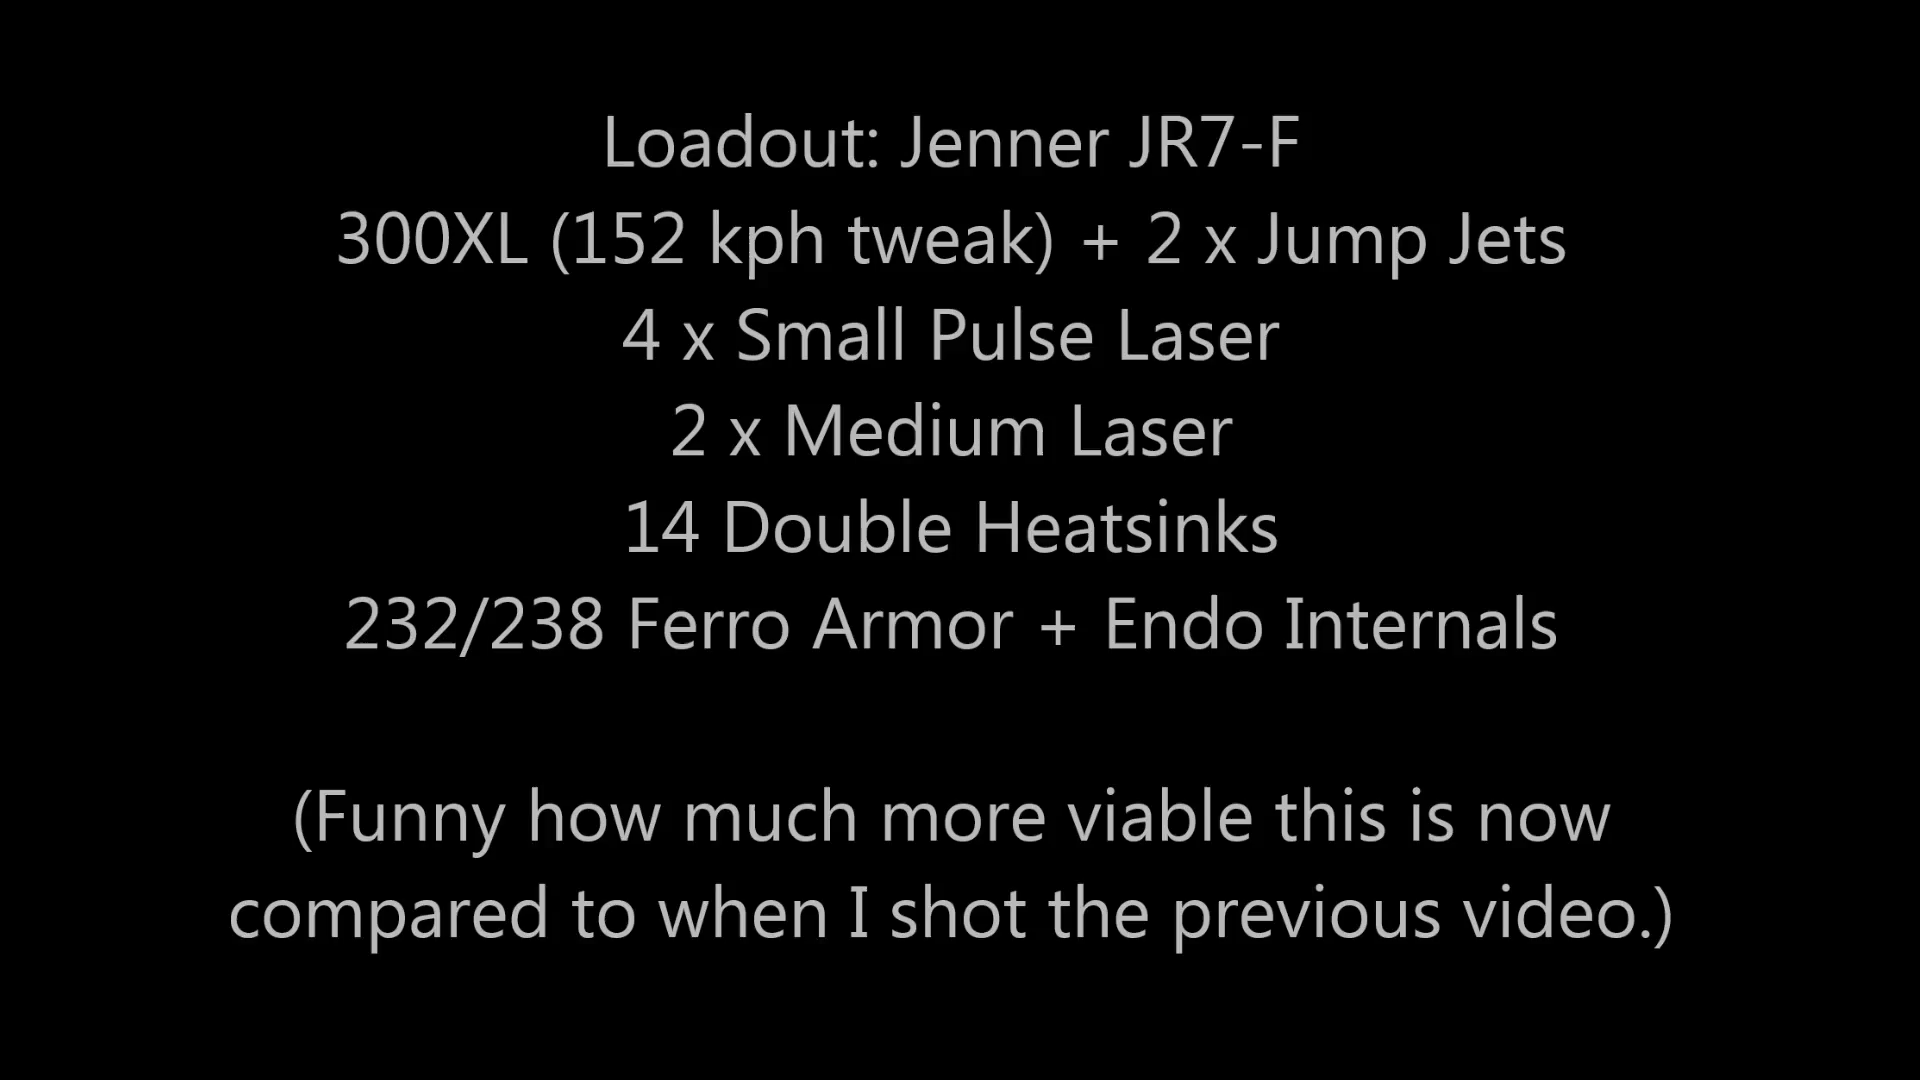 Loadout: Jenner JR7-F
300XL (152 kph tweak) + 2 x Jump Jets
4 x Small Pulse Laser
2 x Medium Laser
14 Double Heatsinks
232/238 Ferro Armor + Endo Internals
(Funny how much more viable this is now
compared to when I shot the previous video.)